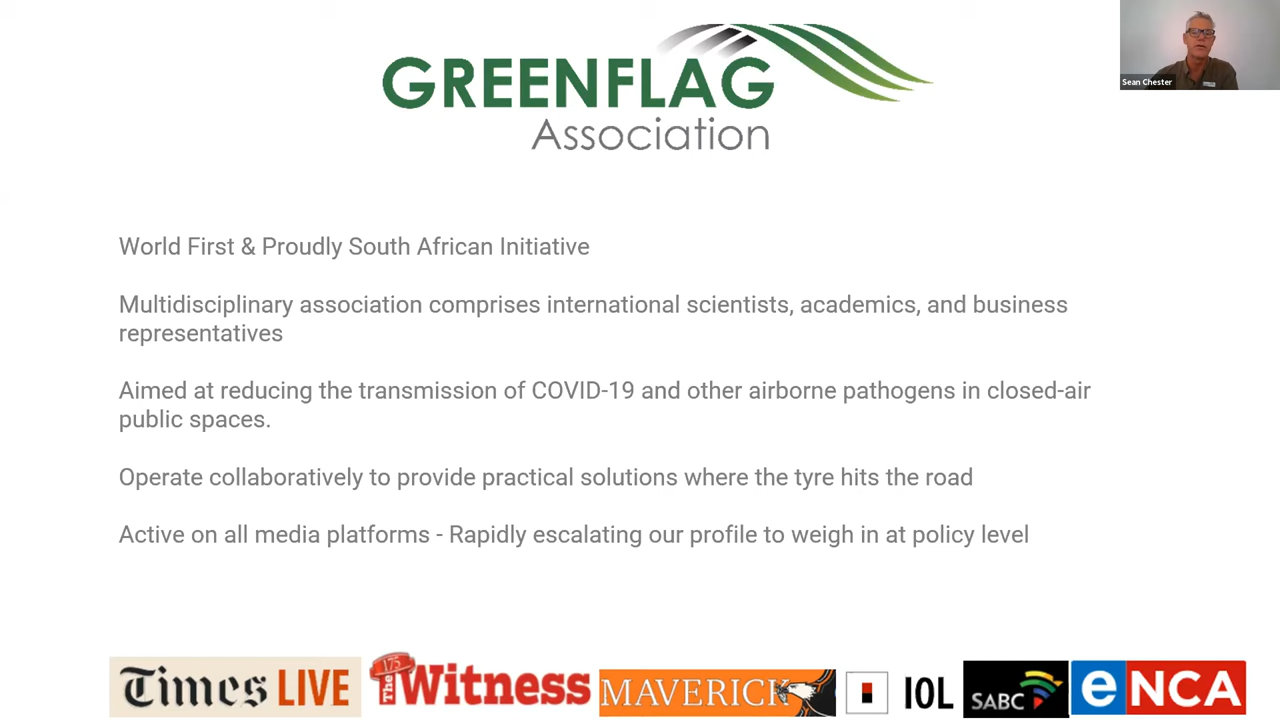 GREENFLAG
Association
Sean Chester
World First & Proudly South African Initiative
Multidisciplinary association comprises international scientists, academics, and business
representatives
Aimed at reducing the transmission of COVID-19 and other airborne pathogens in closed-air
public spaces.
Operate collaboratively to provide practical solutions where the tyre hits the road
Active on all media platforms - Rapidly escalating our profile to weigh in at policy level
Times LIVE
175
The Witness
MAVERICK
IOL
SABC
eNCA